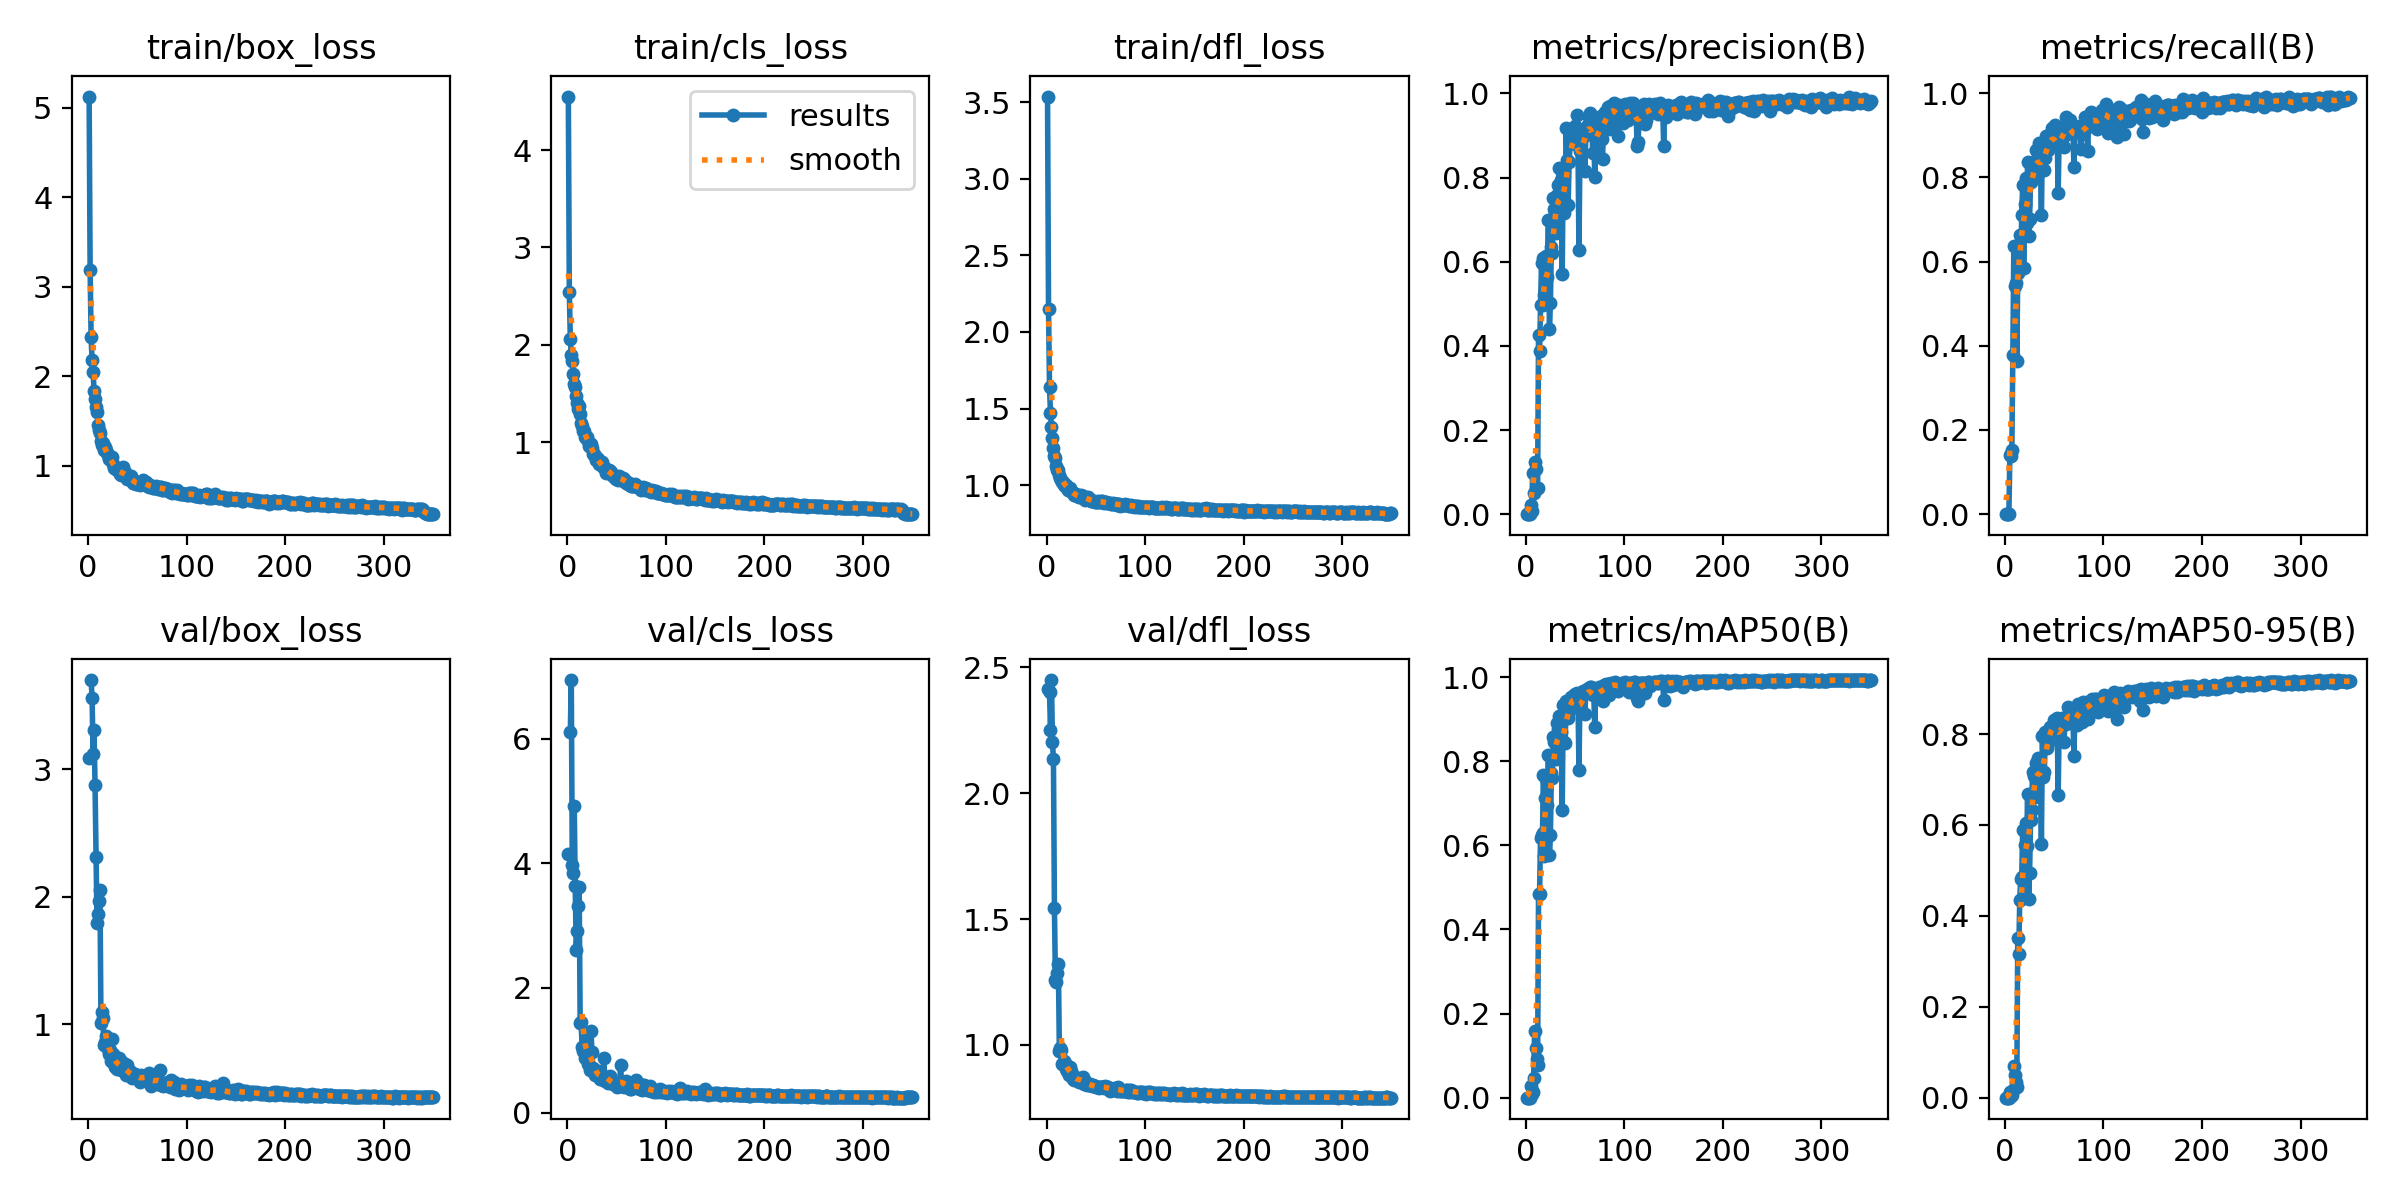 train/box_loss
5
4
3
2
1
0 100 200 300
train/cls_loss
results
smooth
4
3
2
1
0 100 200 300
train/dfl_loss
3.5
3.0
2.5
2.0
1.5
1.0
0 100 200 300
metrics/precision(B)
1.0
0.8
0.6
0.4
0.2
0.0
0 100 200 300
metrics/recall(B)
1.0
0.8
0.6
0.4
0.2
0.0
0 100 200 300
val/box_loss
3
2
1
0 100 200 300
val/cls_loss
6
4
2
0
0 100 200 300
val/dfl_loss
2.5
2.0
1.5
1.0
0 100 200 300
metrics/mAP50(B)
1.0
0.8
0.6
0.4
0.2
0.0
0 100 200 300
metrics/mAP50-95(B)
0.8
0.6
0.4
0.2
0.0
0 100 200 300